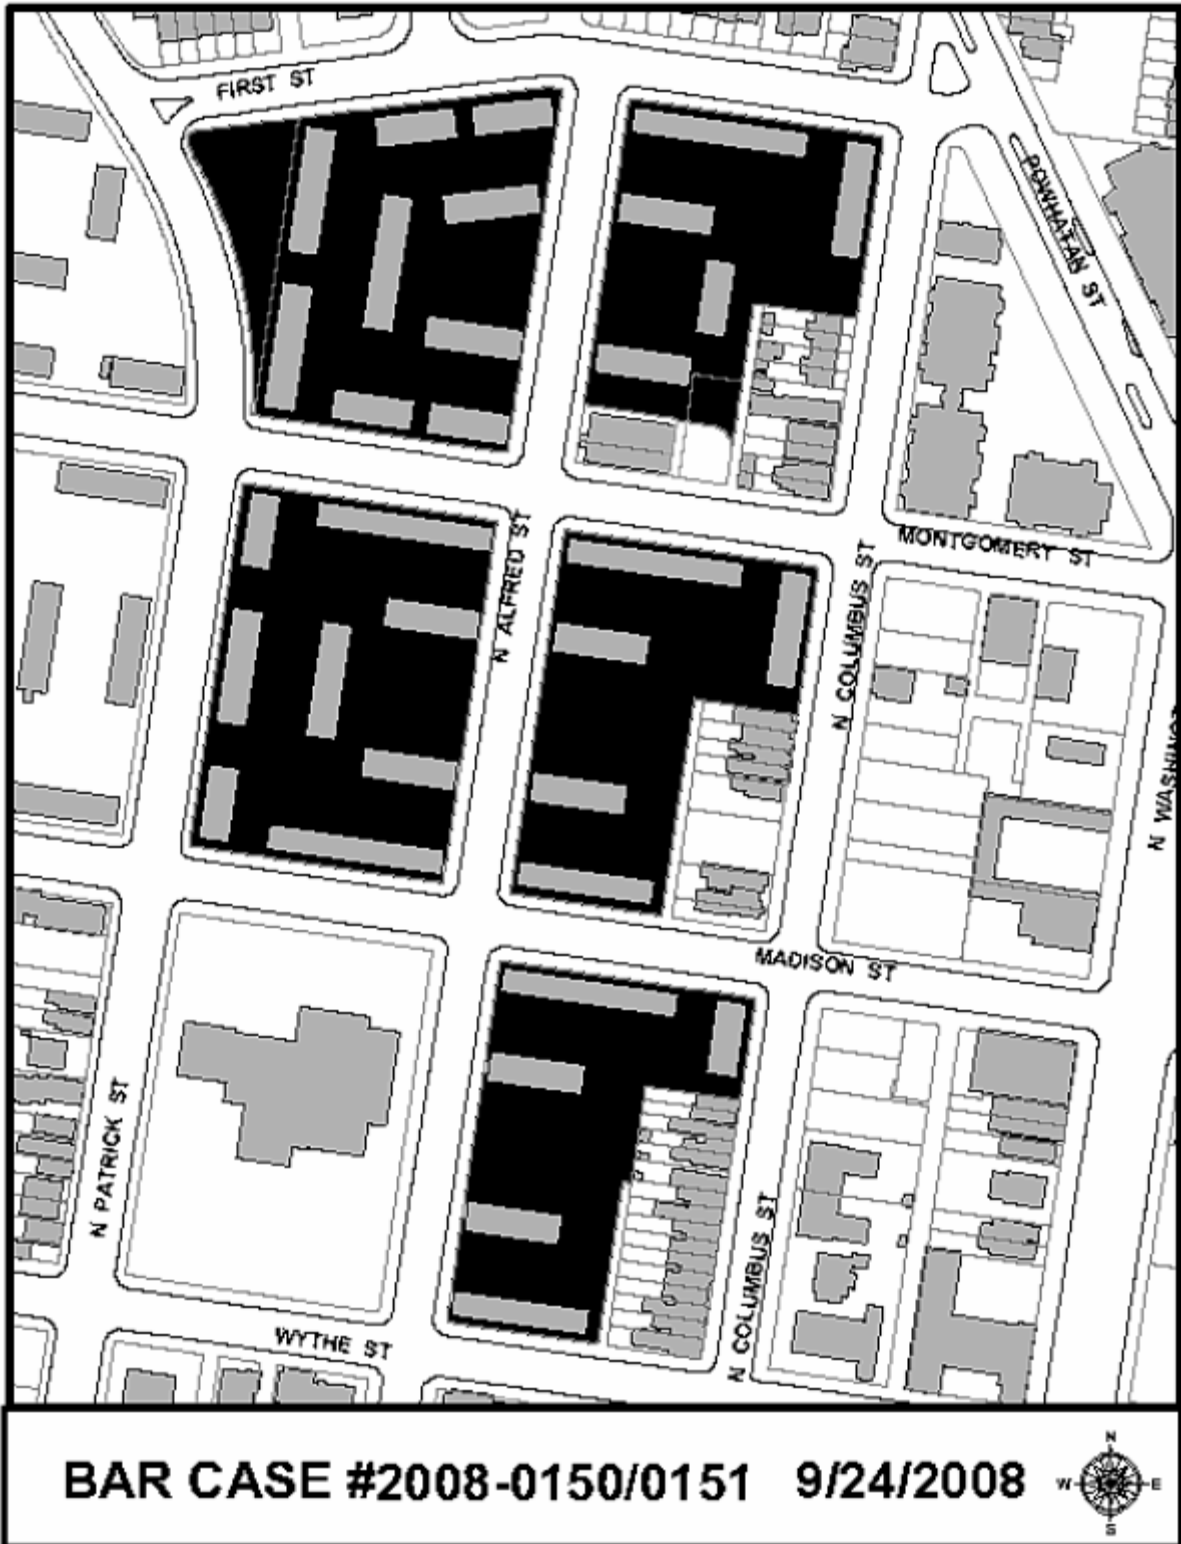 FIRST ST
POWHATAN ST
MONTGOMERY ST
N ALFRED ST
N COLUMBUS ST
N WASHINGT
MADISON ST
N PATRICK ST
N COLUMBUS ST
WYTHE ST
BAR CASE #2008-0150/0151 9/24/2008
N
W E
S